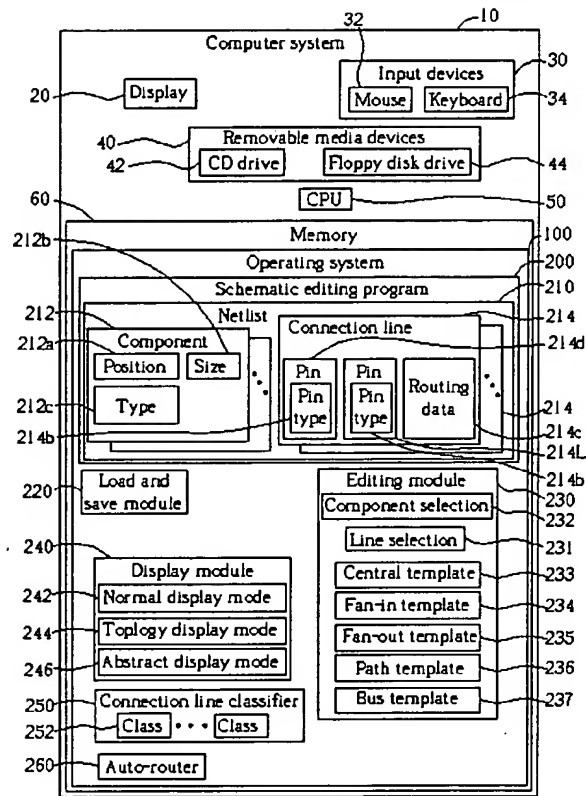 32
10
Computer system
30
Input devices
20
Display
Mouse
Keyboard
34
40
Removable media devices
42
CD drive
Floppy disk drive
44
60
CPU
50
212b
Memory
100
Operating system
200
Schematic editing program
210
212
Netlist
214
Component
Connection line
214d
212a
Position
Size
Pin
Pin
Routing data
212c
Type
Pin type
Pin type
214
214b
214c
214L
214b
220
Load and save module
Editing module
230
Component selection
232
240
Line selection
231
Display module
Central template
233
242
Normal display mode
Fan-in template
234
244
Toplogy display mode
Fan-out template
235
246
Abstract display mode
Path template
236
250
Connection line classifier
Bus template
237
252
Class
Class
260
Auto-router